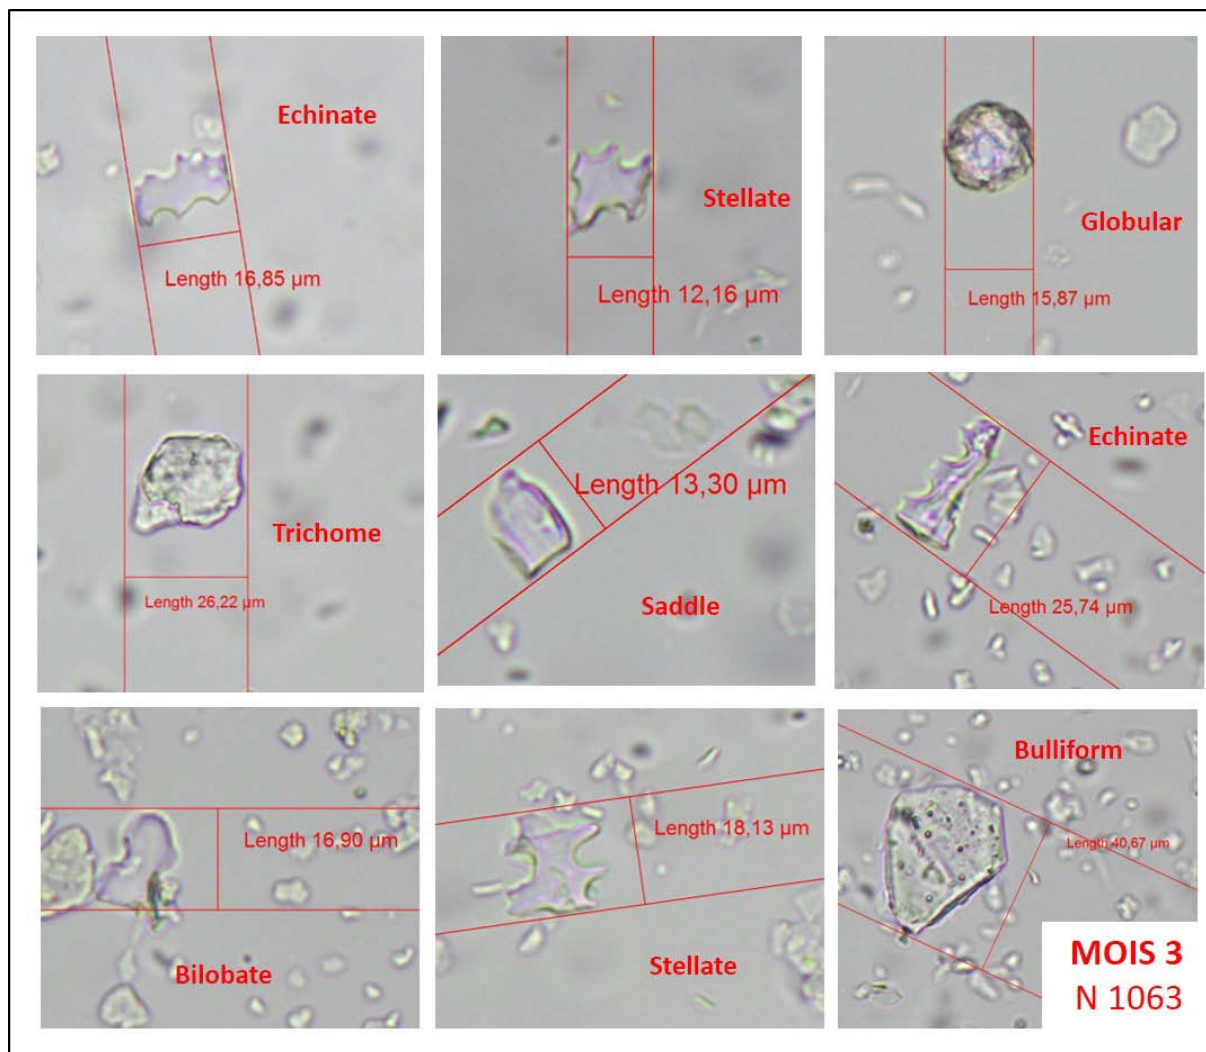 Echinate
Length 16,85 µm
Stellate
Length 12,16 µm
Globular
Length 15,87 µm
Trichome
Length 26,22 µm
Length 13,30 µm
Saddle
Echinate
Length 25,74 µm
Length 16,90 µm
Bilobate
Length 18,13 µm
Stellate
Bulliform
Length 40,67 µm
MOIS 3
N 1063